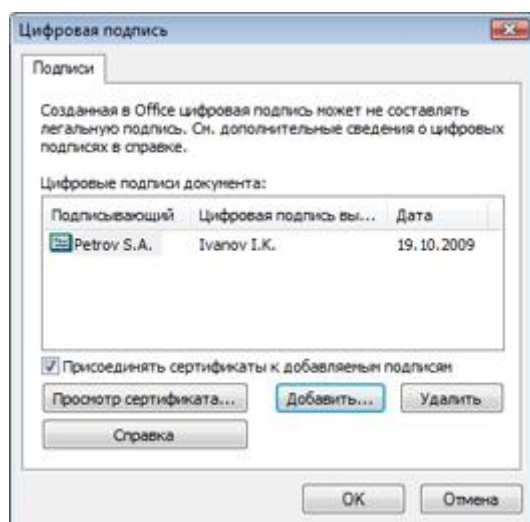 Цифровая подпись
Подписи
Созданная в Office цифровая подпись может не составлять
легальную подпись. См. дополнительные сведения о цифровых
подписях в справке.
Цифровые подписи документа:
Подписывающий Цифровая подпись вы... Дата
Petrov S.A. Ivanov I.K. 19.10.2009
Присоединять сертификаты к добавляемым подписям
Просмотр сертификата... Добавить... Удалить
Справка
OK Отмена